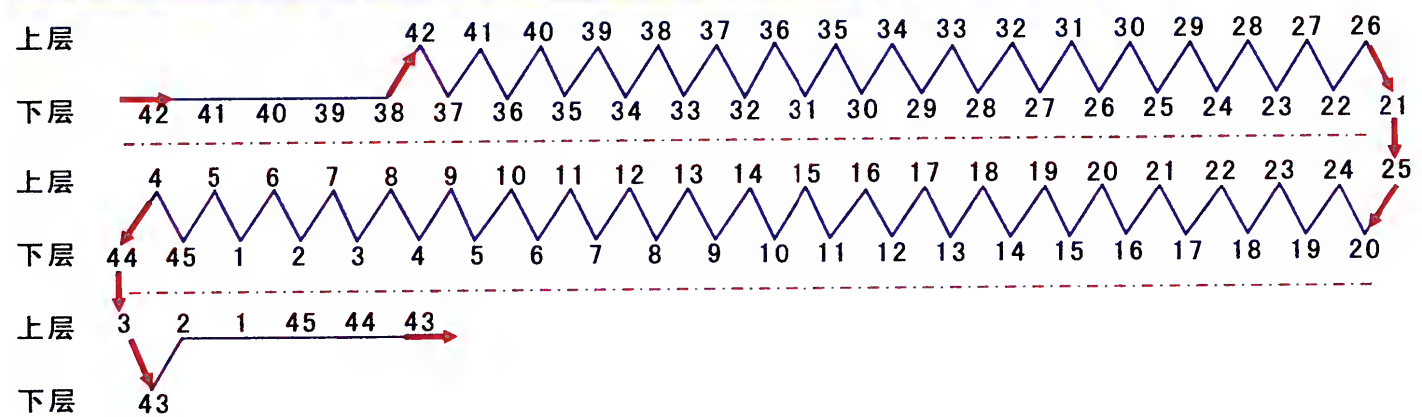 上层 42 41 40 39 38 37 36 35 34 33 32 31 30 29 28 27 26
下层 42 41 40 39 38 37 36 35 34 33 32 31 30 29 28 27 26 25 24 23 22 21
上层 4 5 6 7 8 9 10 11 12 13 14 15 16 17 18 19 20 21 22 23 24 25
下层 44 45 1 2 3 4 5 6 7 8 9 10 11 12 13 14 15 16 17 18 19 20
上层 3 2 1 45 44 43
下层 43